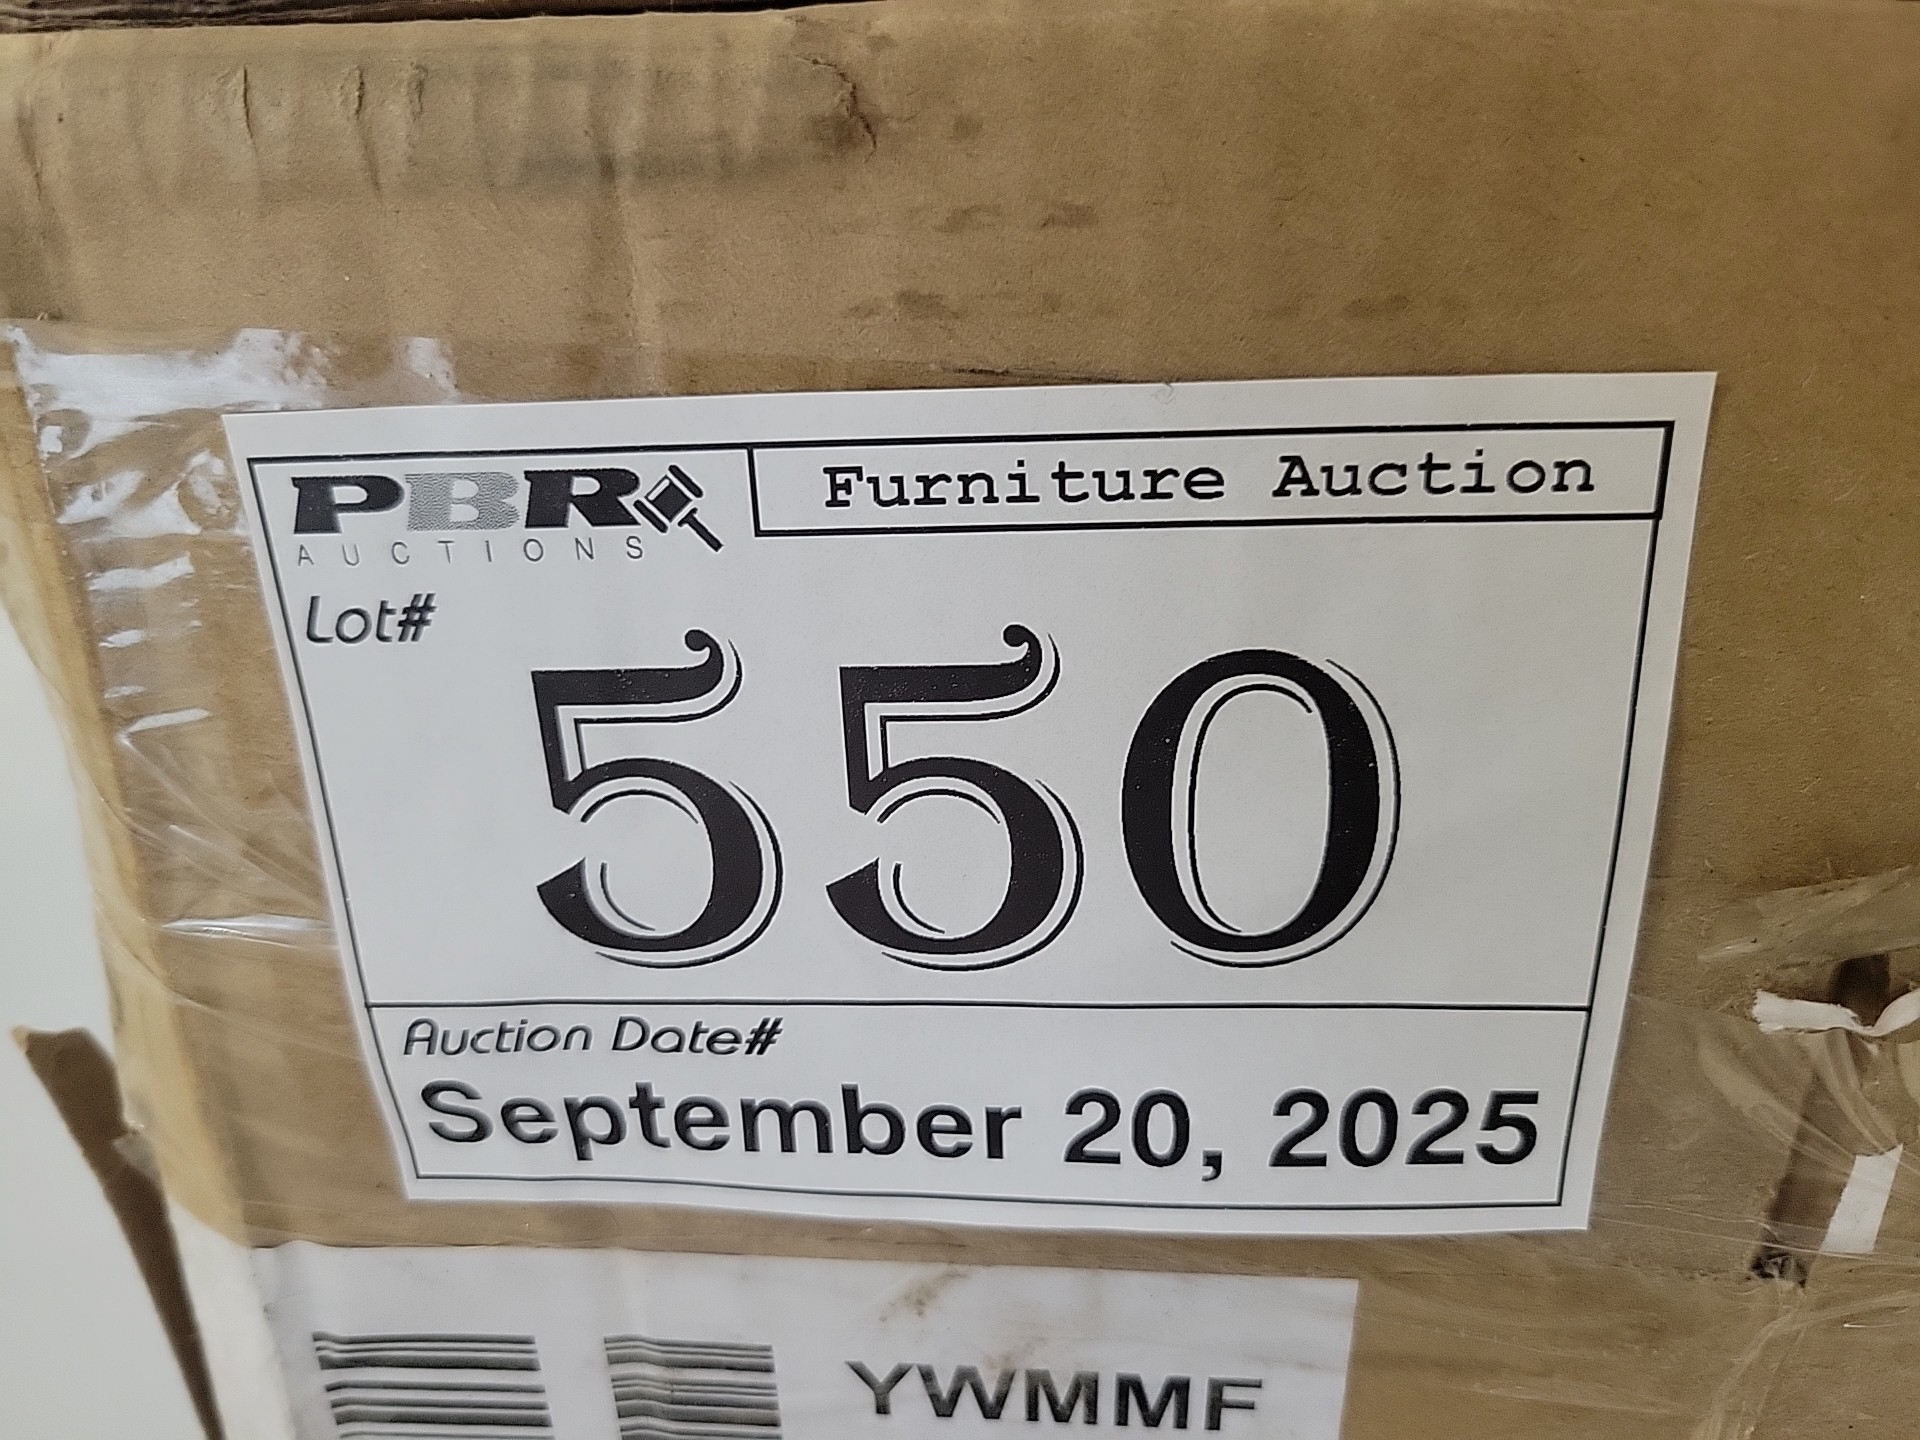 PBR
AUCTIONS
Furniture Auction
Lot#
550
Auction Date#
September 20, 2025
YWMMF